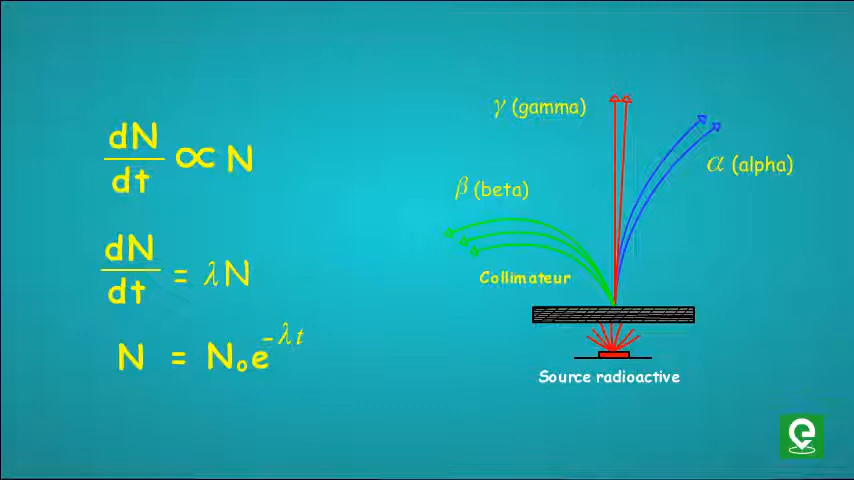 dN/dt ∝ N
dN/dt = λN
N = N₀e^(-λt)
γ (gamma)
α (alpha)
β (beta)
Collimateur
Source radioactive